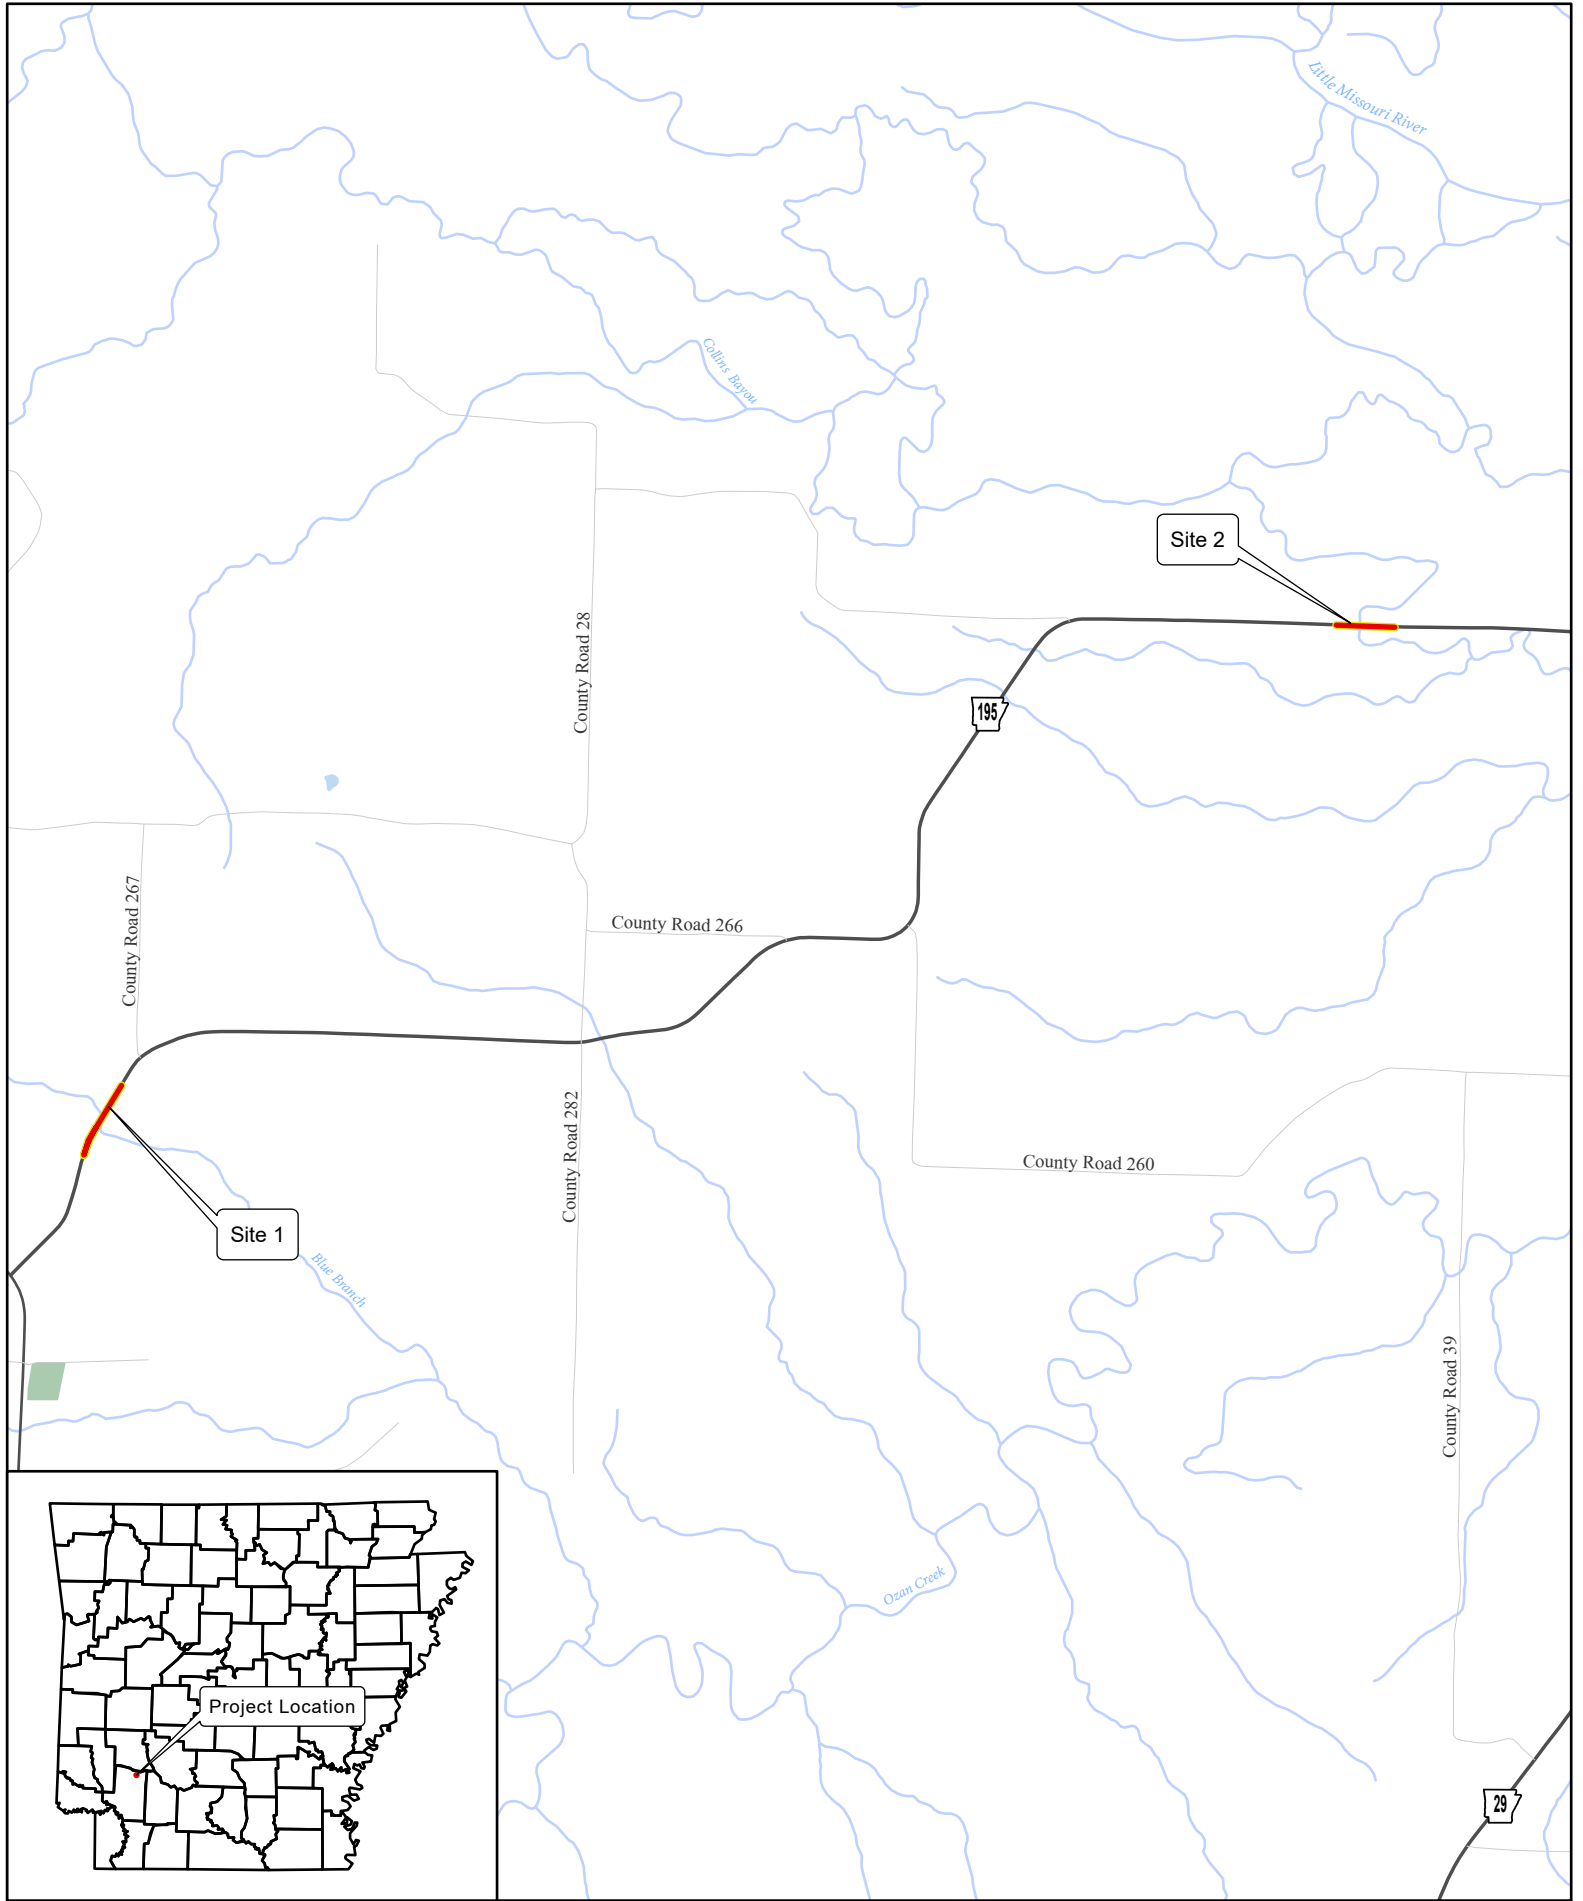 Little Missouri River
Collins Bayou
Site 2
County Road 28
195
County Road 267
County Road 266
County Road 282
County Road 260
Site 1
Blue Branch
County Road 39
Ozan Creek
Project Location
29